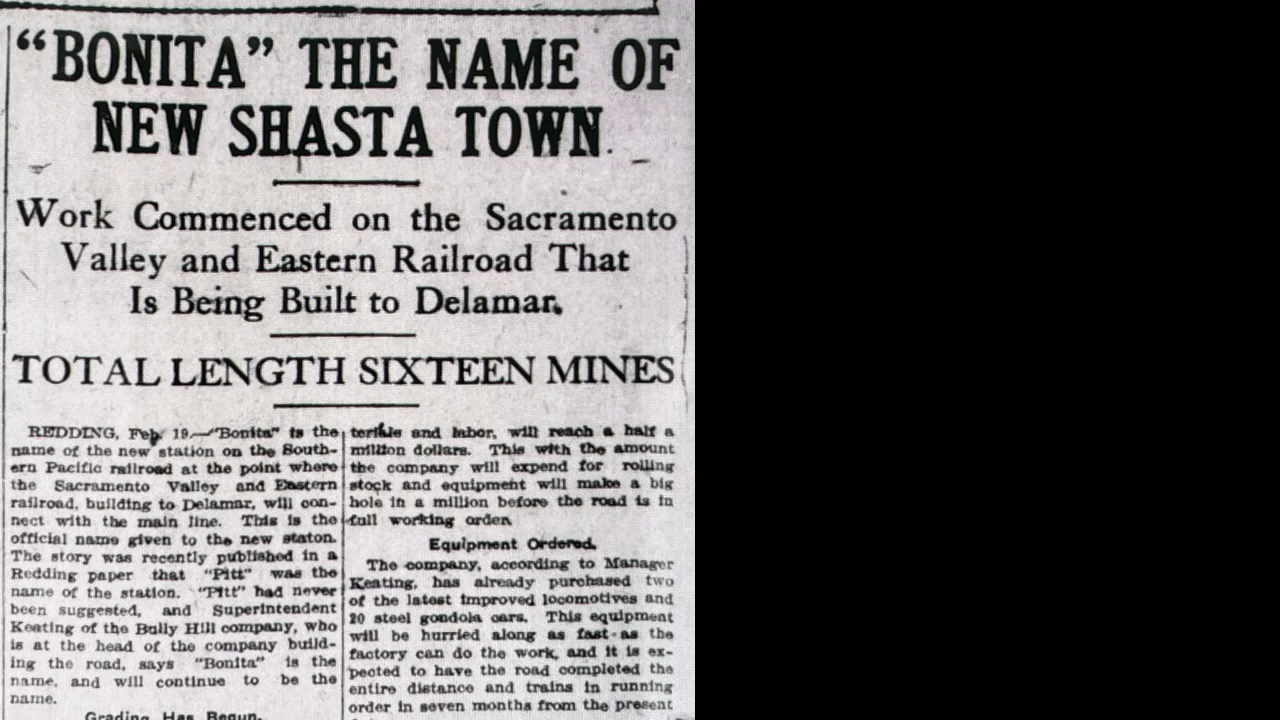 “BONITA” THE NAME OF
NEW SHASTA TOWN.
Work Commenced on the Sacramento
Valley and Eastern Railroad That
Is Being Built to Delamar.
TOTAL LENGTH SIXTEEN MINES
REDDING, Feb. 19.—"Bonita" is the
name of the new station on the South-
ern Pacific railroad at the point where
the Sacramento Valley and Eastern
railroad, building to Delamar, will con-
nect with the main line. This is the
official name given to the new staton.
The story was recently published in a
Redding paper that "Pitt" was the
name of the station. "Pitt" had never
been suggested, and Superintendent
Keating of the Bully Hill company, who
is at the head of the company build-
ing the road, says "Bonita" is the
name, and will continue to be the
name.
Grading Has Begun.
terials and labor, will reach a half a
million dollars. This with the amount
the company will expend for rolling
stock and equipment will make a big
hole in a million before the road is in
full working order.
Equipment Ordered.
The company, according to Manager
Keating, has already purchased two
of the latest improved locomotives and
20 steel gondola cars. This equipment
will be hurried along as fast as the
factory can do the work, and it is ex-
pected to have the road completed the
entire distance and trains in running
order in seven months from the present